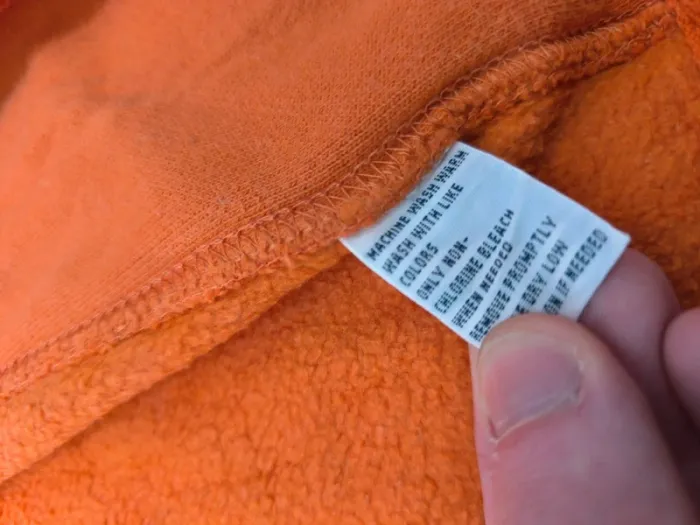 MACHINE WASH WARM
WASH WITH LIKE
COLORS
ONLY NON-
CHLORINE BLEACH
WHEN NEEDED
REMOVE PROMPTLY
DRY LOW
IF NEEDED